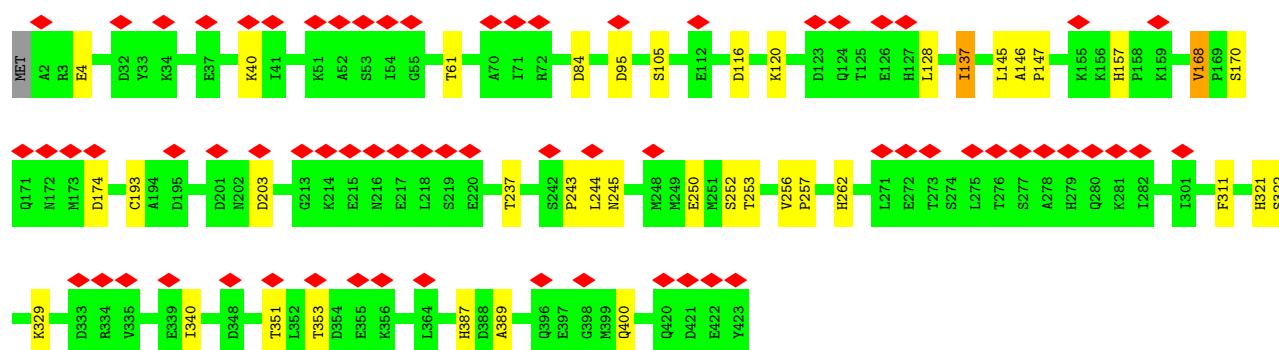 MET A2 R3 E4 D32 Y33 K34 E37 K40 I41 K51 A52 S53 I54 G55 T61 A70 I71 R72 D84 D95 S105 E112 D116 K120 D123 Q124 T125 E126 H127 L128 I137 L145 A146 P147 K155 K156 H157 P158 K159 V168 P169 S170
Q171 N172 M173 D174 C193 A194 D195 D201 N202 D203 G213 K214 E215 N216 E217 L218 S219 E220 T237 S242 P243 L244 N245 M248 M249 E250 M251 S252 T253 V256 P257 H262 L271 E272 T273 S274 L275 T276 S277 A278 H279 Q280 K281 I282 I301 F311 H321 S322
K329 D333 R334 V335 E339 I340 D348 T351 L352 T353 D354 E355 K356 L364 H387 D388 A389 Q396 E397 G398 M399 Q400 Q420 D421 E422 Y423